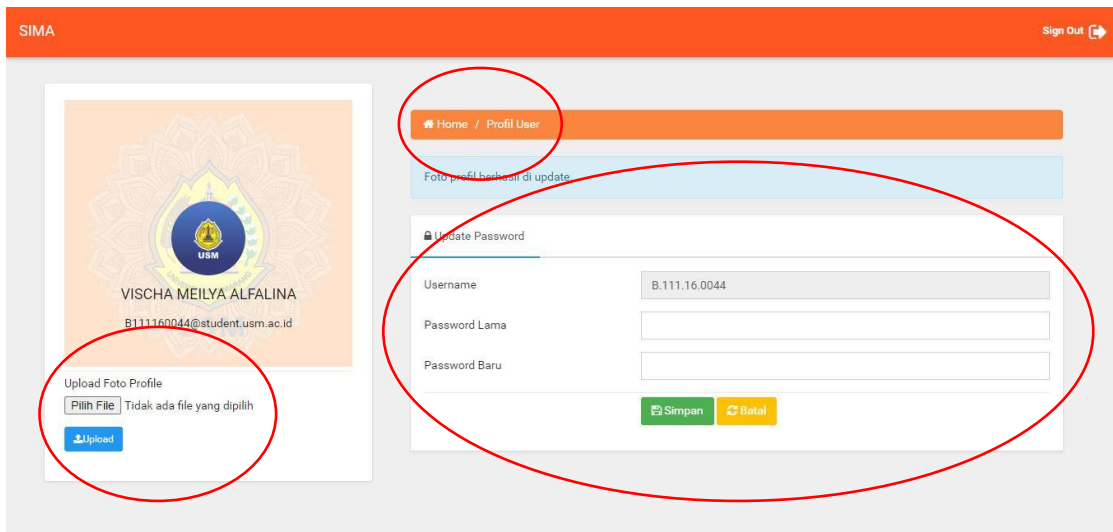 SIMA
Sign Out
USM
VISCHA MEILYA ALFALINA
B111160044@student.usm.ac.id
Upload Foto Profile
Pilih File Tidak ada file yang dipilih
Upload
Home / Profil User
Foto profil berhasil di update
Update Password
Username B.111.16.0044
Password Lama
Password Baru
Simpan Batal